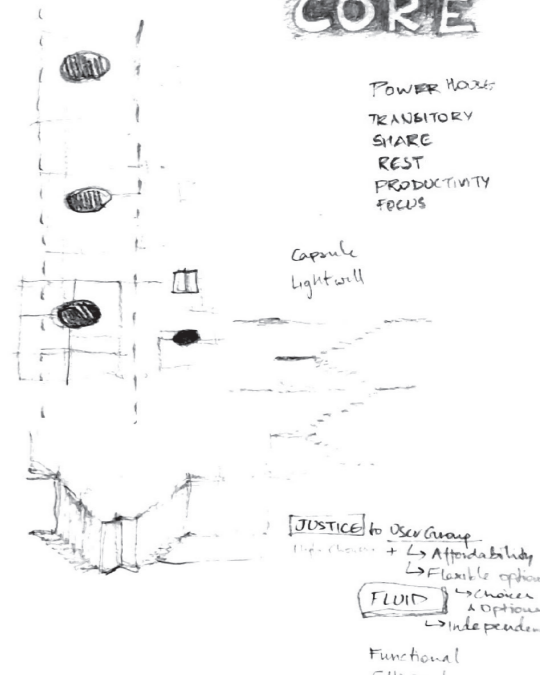 CORE
POWER HOUSE
TRANSITORY
SHARE
REST
PRODUCTIVITY
FOCUS
Capsule
Lightwell
JUSTICE to User Group
+ ↳ Affordability
↳ Flexible option
FLUID ↳ Choices
& Options
↳ Independen
Functional